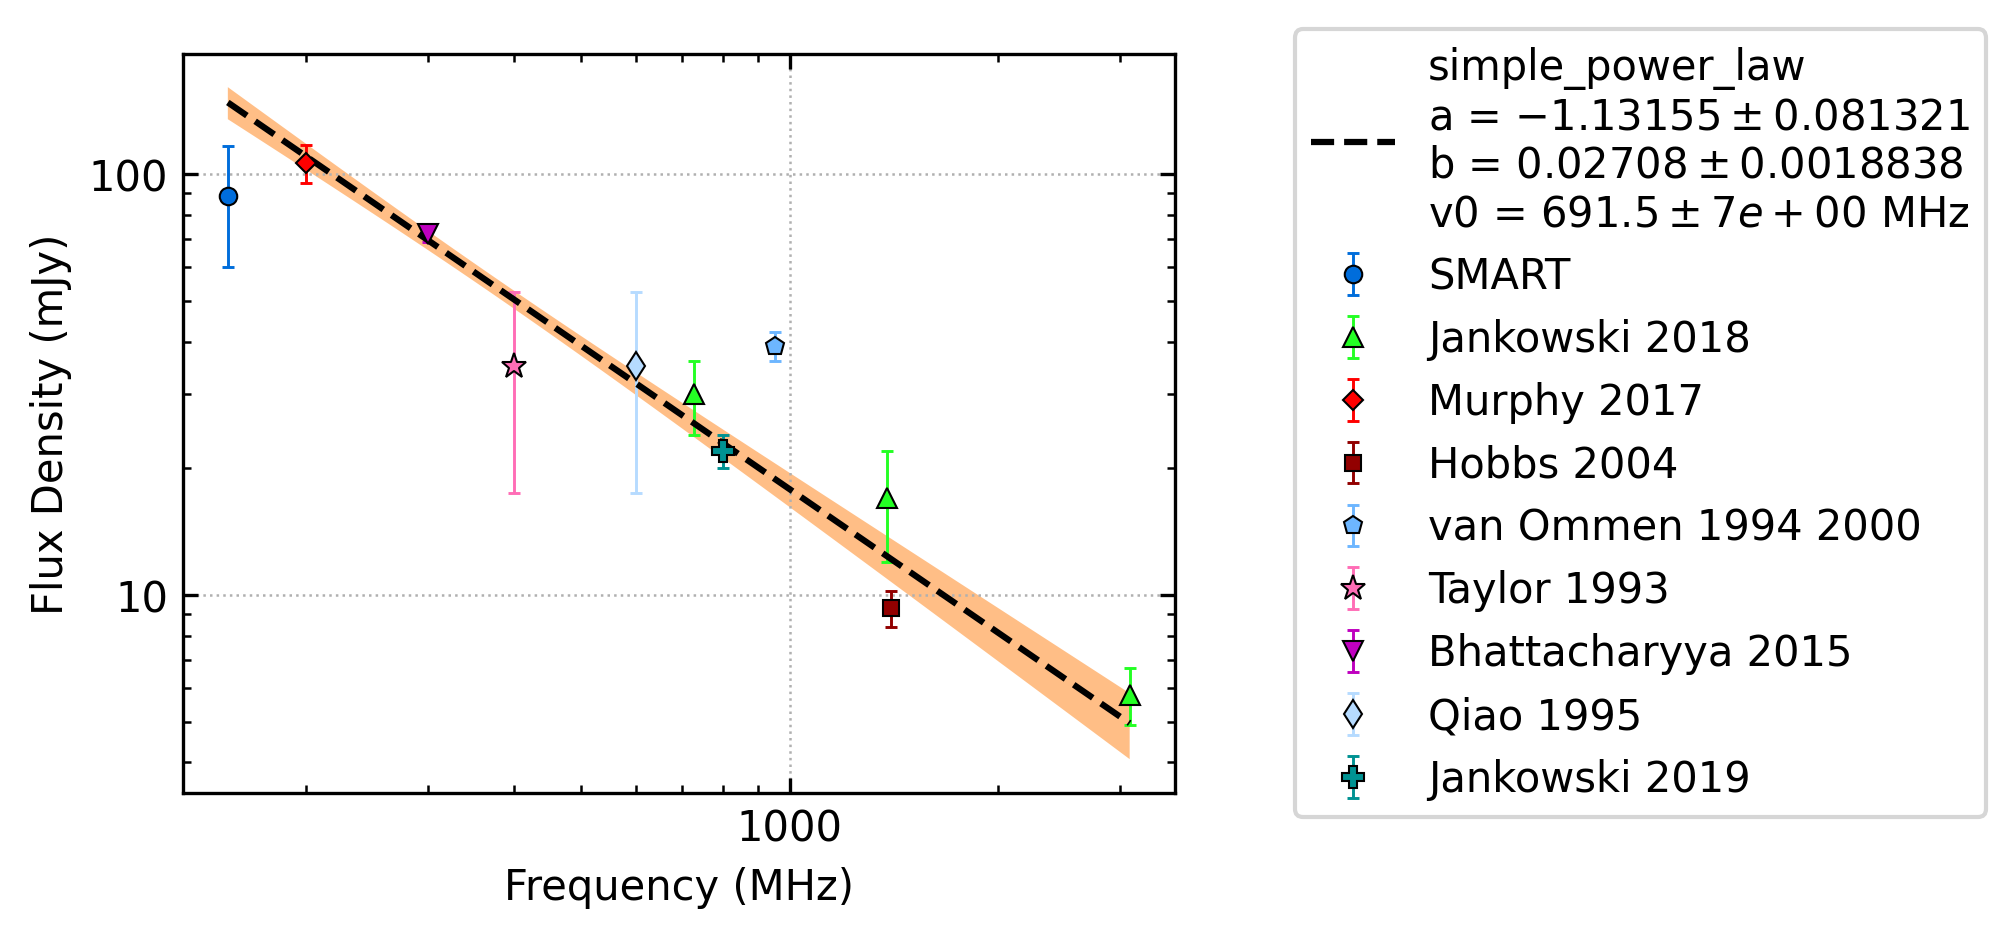 100
10
1000
Flux Density (mJy)
Frequency (MHz)
simple_power_law
a = −1.13155 ± 0.081321
b = 0.02708 ± 0.0018838
v0 = 691.5 ± 7e + 00 MHz
SMART
Jankowski 2018
Murphy 2017
Hobbs 2004
van Ommen 1994 2000
Taylor 1993
Bhattacharyya 2015
Qiao 1995
Jankowski 2019